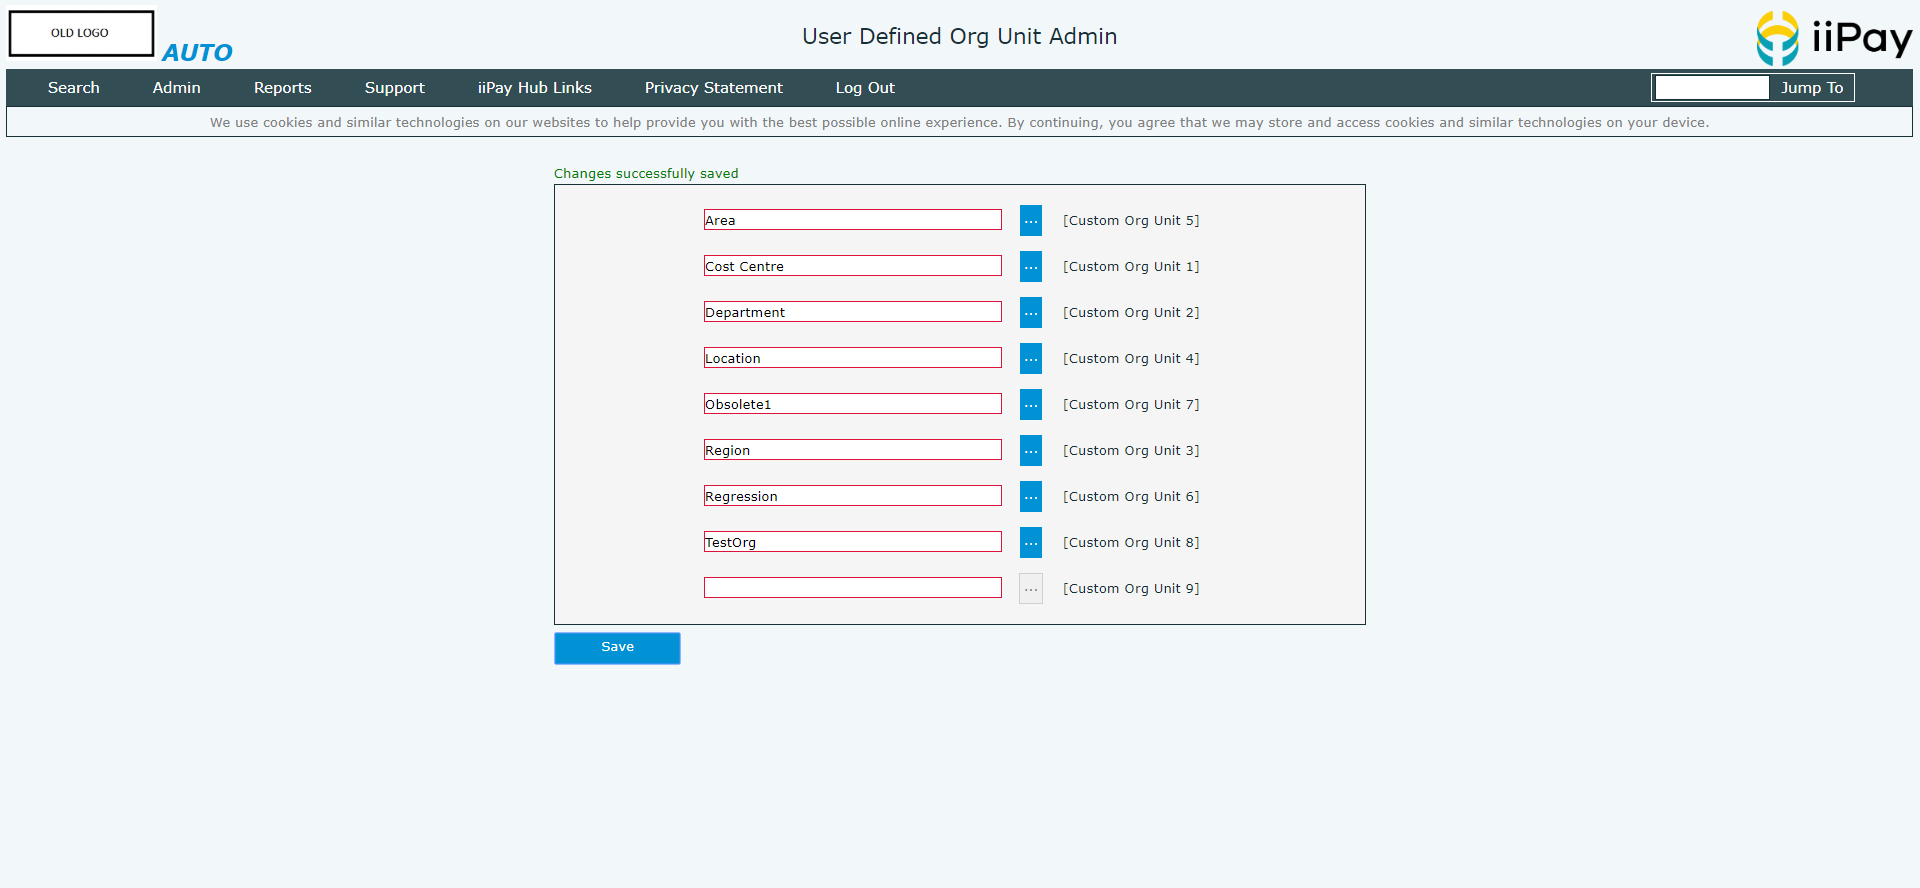 OLD LOGO
AUTO
User Defined Org Unit Admin
iiPay
Search Admin Reports Support iiPay Hub Links Privacy Statement Log Out Jump To
We use cookies and similar technologies on our websites to help provide you with the best possible online experience. By continuing, you agree that we may store and access cookies and similar technologies on your device.
Changes successfully saved
Area ... [Custom Org Unit 5]
Cost Centre ... [Custom Org Unit 1]
Department ... [Custom Org Unit 2]
Location ... [Custom Org Unit 4]
Obsolete1 ... [Custom Org Unit 7]
Region ... [Custom Org Unit 3]
Regression ... [Custom Org Unit 6]
TestOrg ... [Custom Org Unit 8]
... [Custom Org Unit 9]
Save